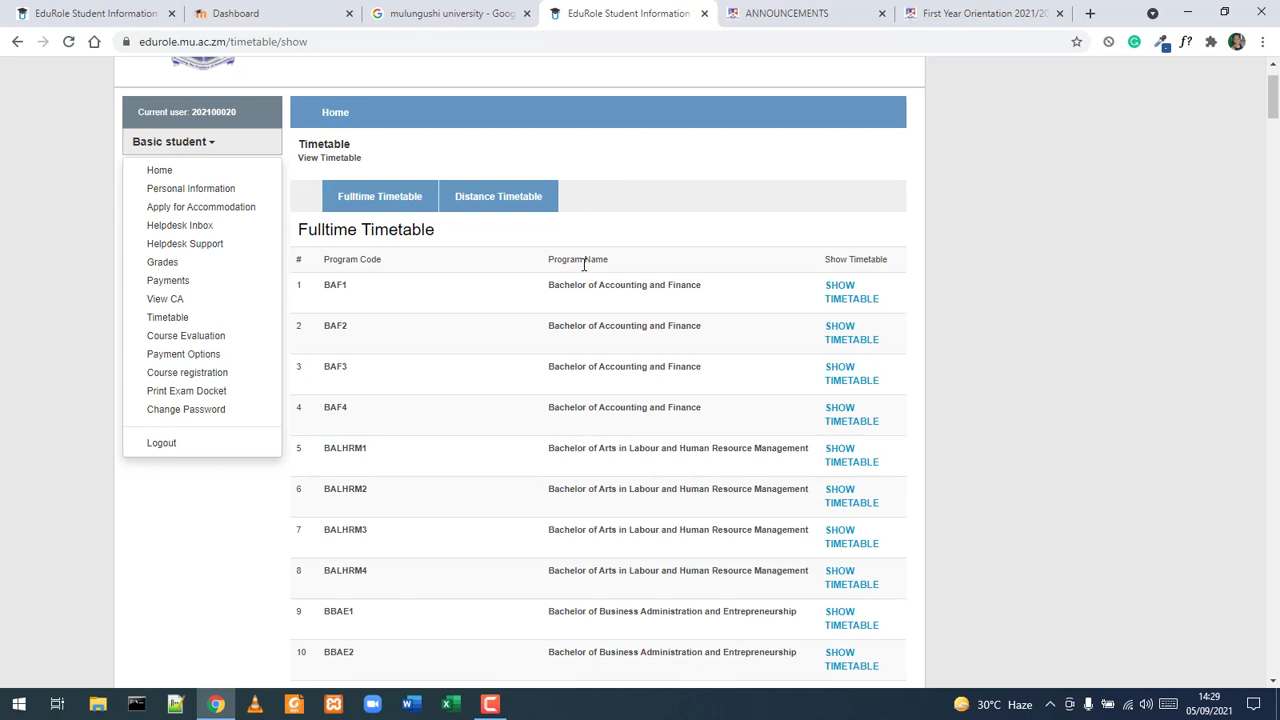 EduRole Student Information
Dashboard
mulungushi unversity - Goog
EduRole Student Information
ANNOUNCEMENTS
First Year Orientation 2021/20
edurole.mu.ac.zm/timetable/show
Current user: 202100020
Home
Basic student
Timetable
View Timetable
Home
Personal Information
Apply for Accommodation
Helpdesk Inbox
Helpdesk Support
Grades
Payments
View CA
Timetable
Course Evaluation
Payment Options
Course registration
Print Exam Docket
Change Password
Logout
Fulltime Timetable
Distance Timetable
Fulltime Timetable
# Program Code Program Name Show Timetable
1 BAF1 Bachelor of Accounting and Finance SHOW
TIMETABLE
2 BAF2 Bachelor of Accounting and Finance SHOW
TIMETABLE
3 BAF3 Bachelor of Accounting and Finance SHOW
TIMETABLE
4 BAF4 Bachelor of Accounting and Finance SHOW
TIMETABLE
5 BALHRM1 Bachelor of Arts in Labour and Human Resource Management SHOW
TIMETABLE
6 BALHRM2 Bachelor of Arts in Labour and Human Resource Management SHOW
TIMETABLE
7 BALHRM3 Bachelor of Arts in Labour and Human Resource Management SHOW
TIMETABLE
8 BALHRM4 Bachelor of Arts in Labour and Human Resource Management SHOW
TIMETABLE
9 BBAE1 Bachelor of Business Administration and Entrepreneurship SHOW
TIMETABLE
10 BBAE2 Bachelor of Business Administration and Entrepreneurship SHOW
TIMETABLE
30°C Haze
14:29
05/09/2021